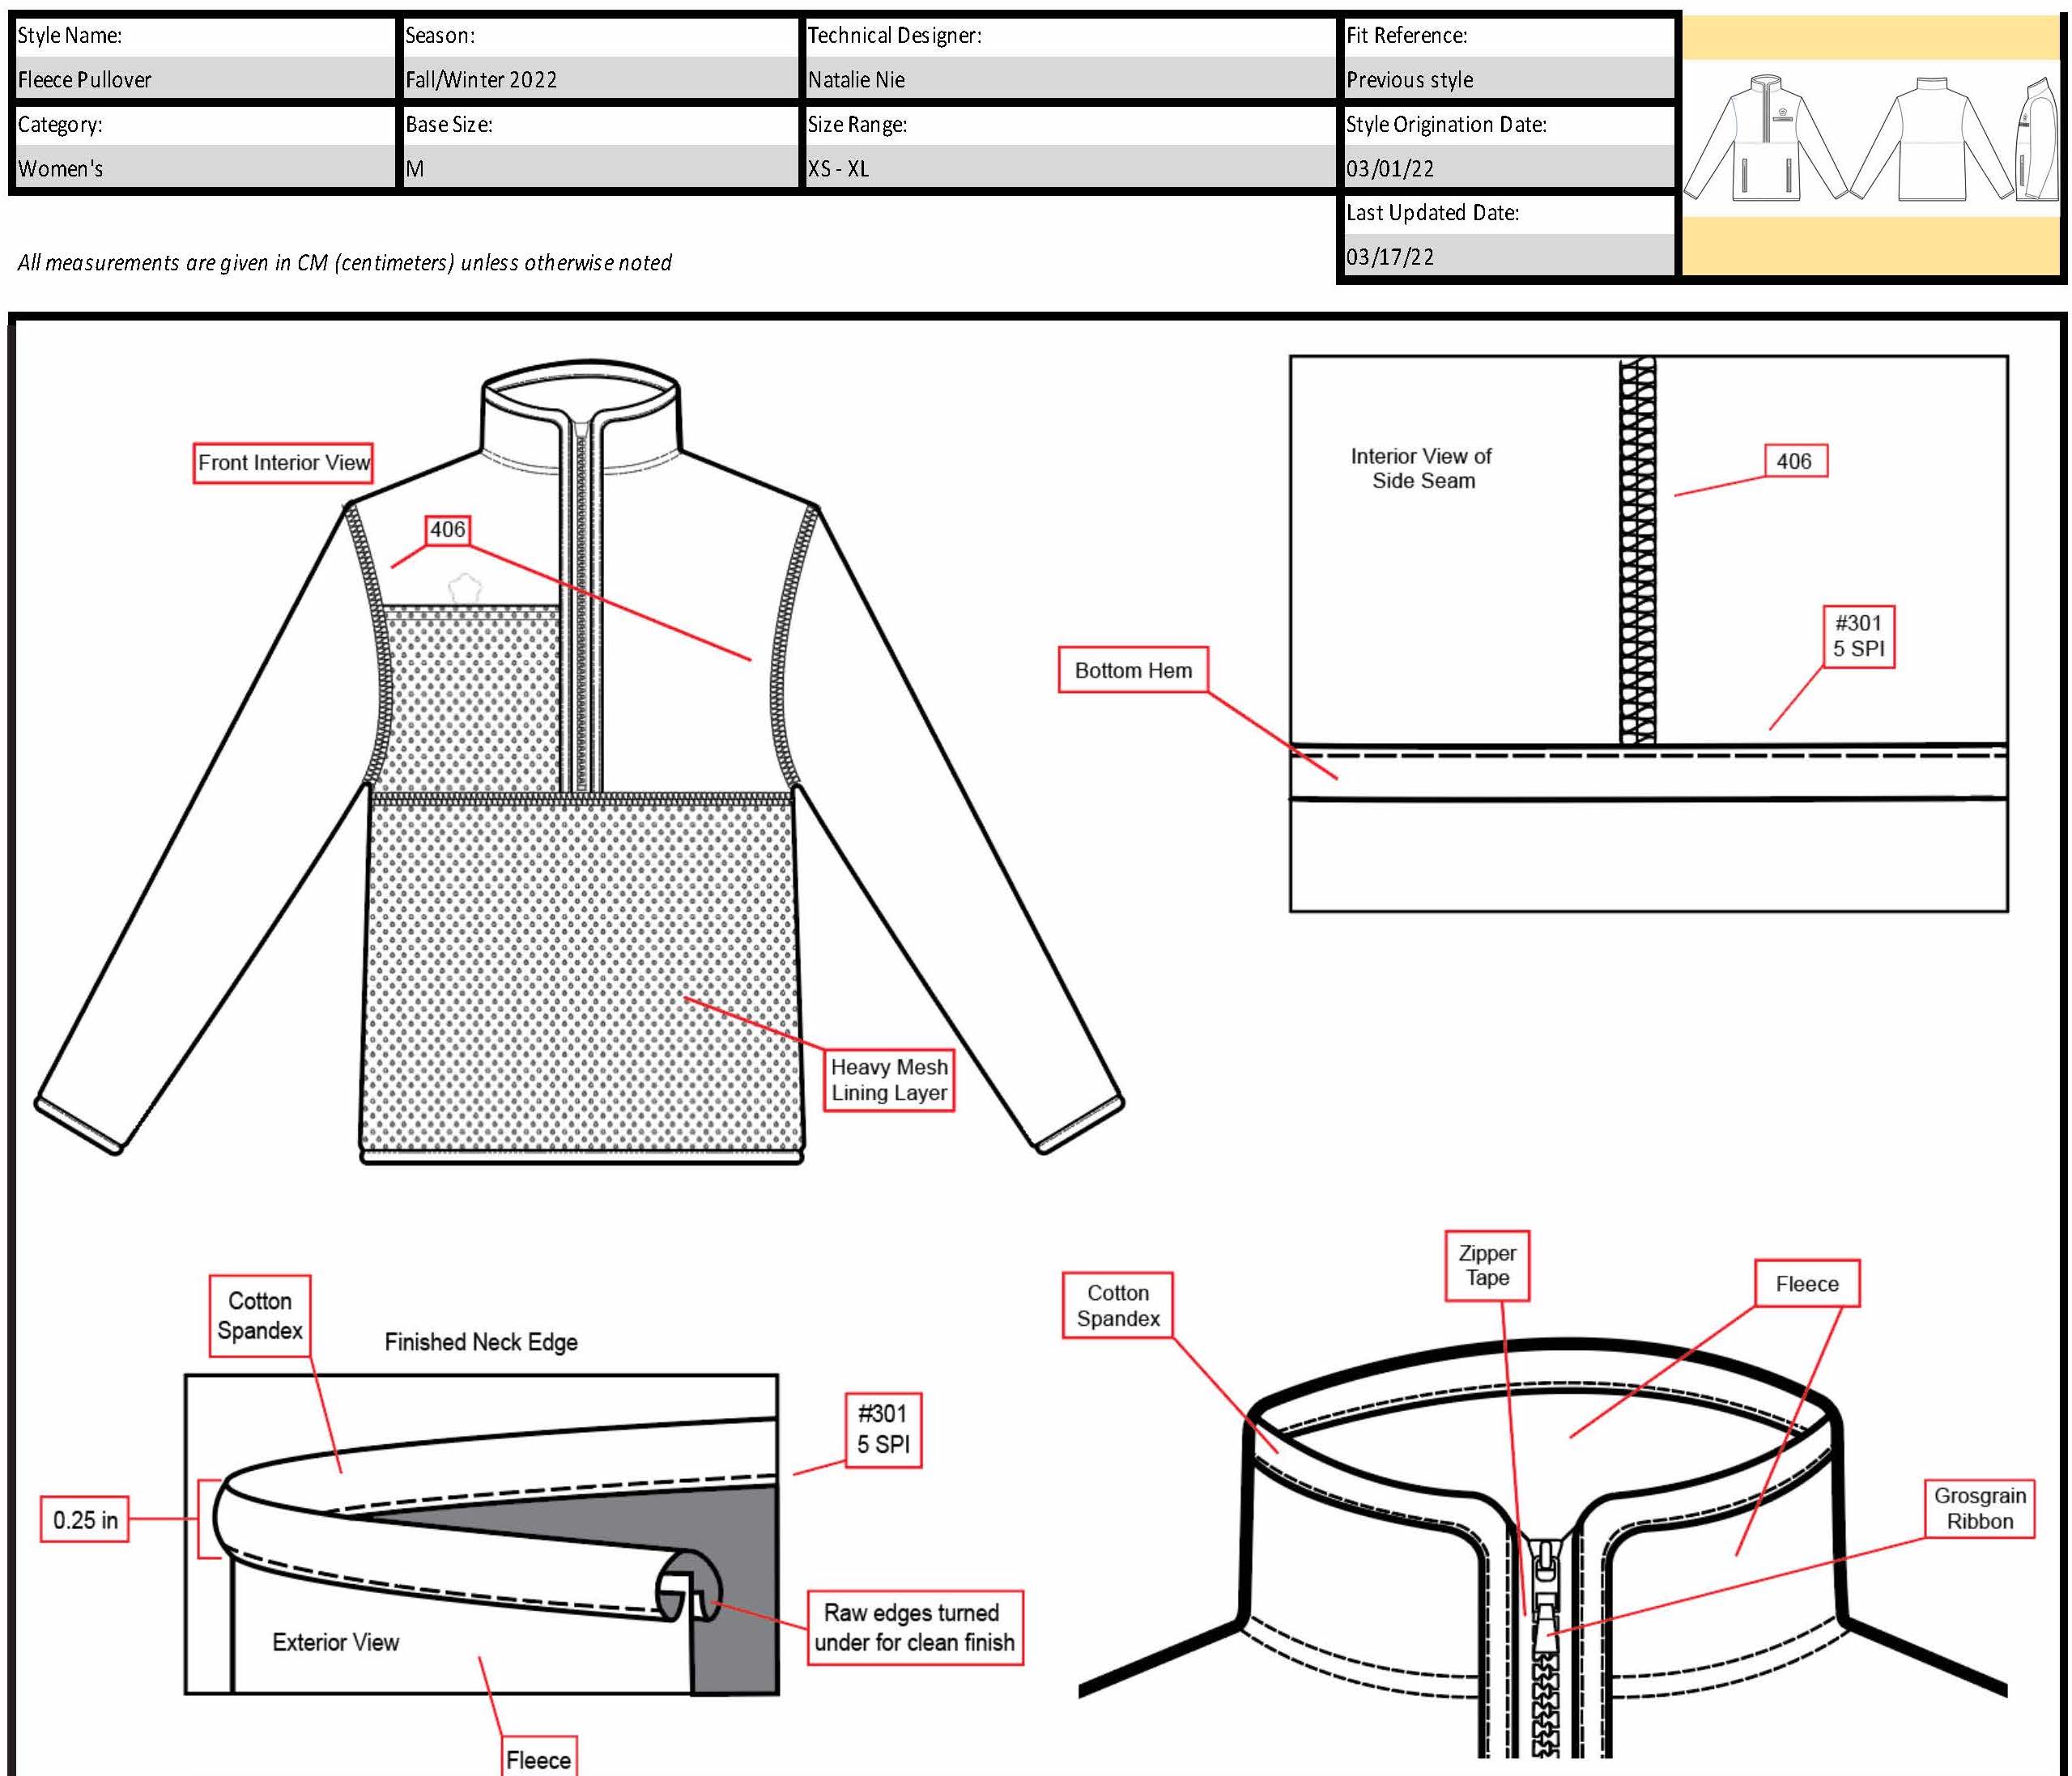 Style Name:
Season:
Technical Designer:
Fit Reference:
Fleece Pullover
Fall/Winter 2022
Natalie Nie
Previous style
Category:
Base Size:
Size Range:
Style Origination Date:
Women's
M
XS - XL
03/01/22
Last Updated Date:
03/17/22
All measurements are given in CM (centimeters) unless otherwise noted
Front Interior View
406
Heavy Mesh
Lining Layer
Interior View of
Side Seam
406
#301
5 SPI
Bottom Hem
Cotton
Spandex
Finished Neck Edge
#301
5 SPI
0.25 in
Raw edges turned
under for clean finish
Exterior View
Fleece
Cotton
Spandex
Zipper
Tape
Fleece
Grosgrain
Ribbon